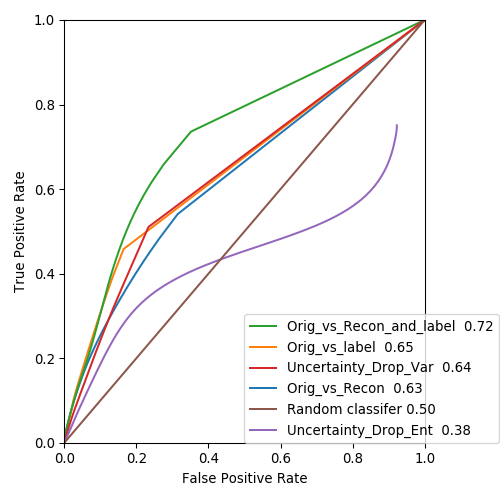 1.0
0.8
0.6
0.4
0.2
0.0
True Positive Rate
Orig_vs_Recon_and_label 0.72
Orig_vs_label 0.65
Uncertainty_Drop_Var 0.64
Orig_vs_Recon 0.63
Random classifer 0.50
Uncertainty_Drop_Ent 0.38
0.0 0.2 0.4 0.6 0.8 1.0
False Positive Rate